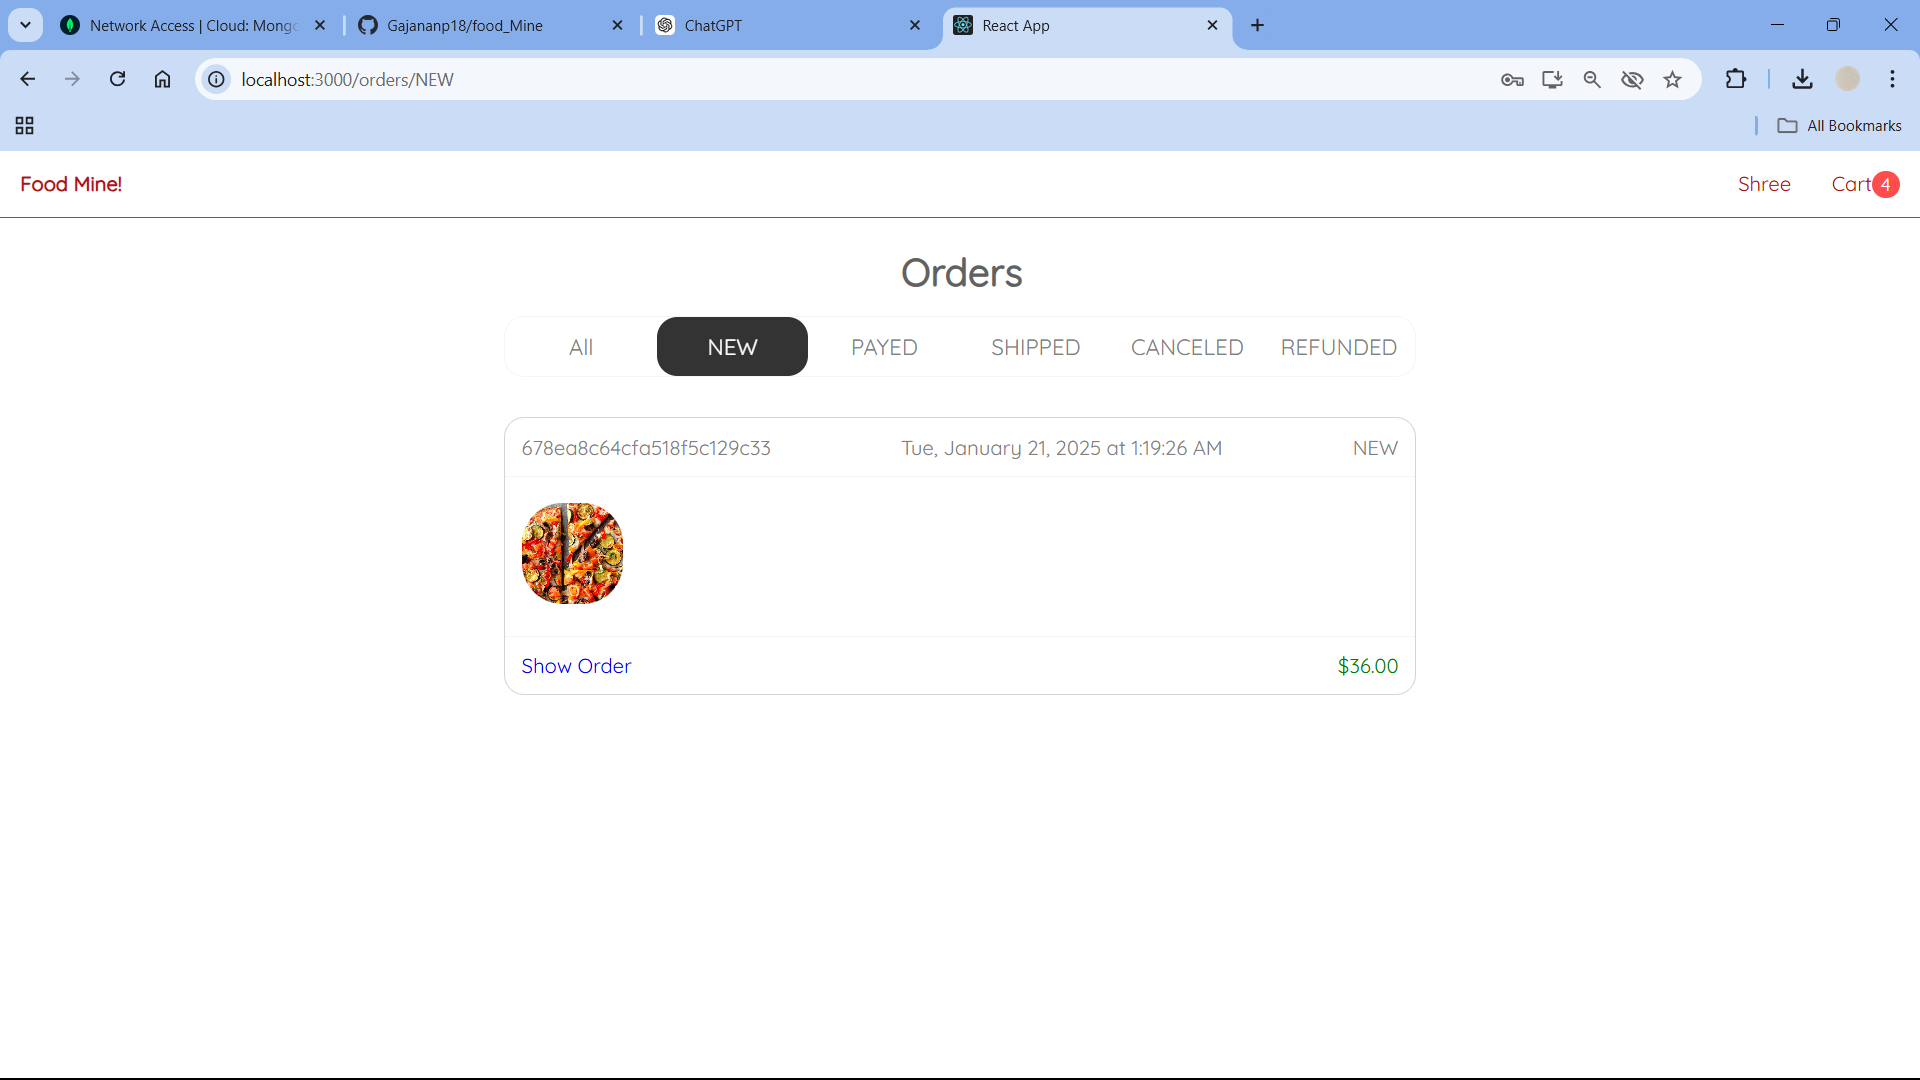 Network Access | Cloud: Mongo
Gajananp18/food_Mine
ChatGPT
React App
localhost:3000/orders/NEW
All Bookmarks
Food Mine!
Shree
Cart 4
Orders
All
NEW
PAYED
SHIPPED
CANCELED
REFUNDED
678ea8c64cfa518f5c129c33
Tue, January 21, 2025 at 1:19:26 AM
NEW
Show Order
$36.00